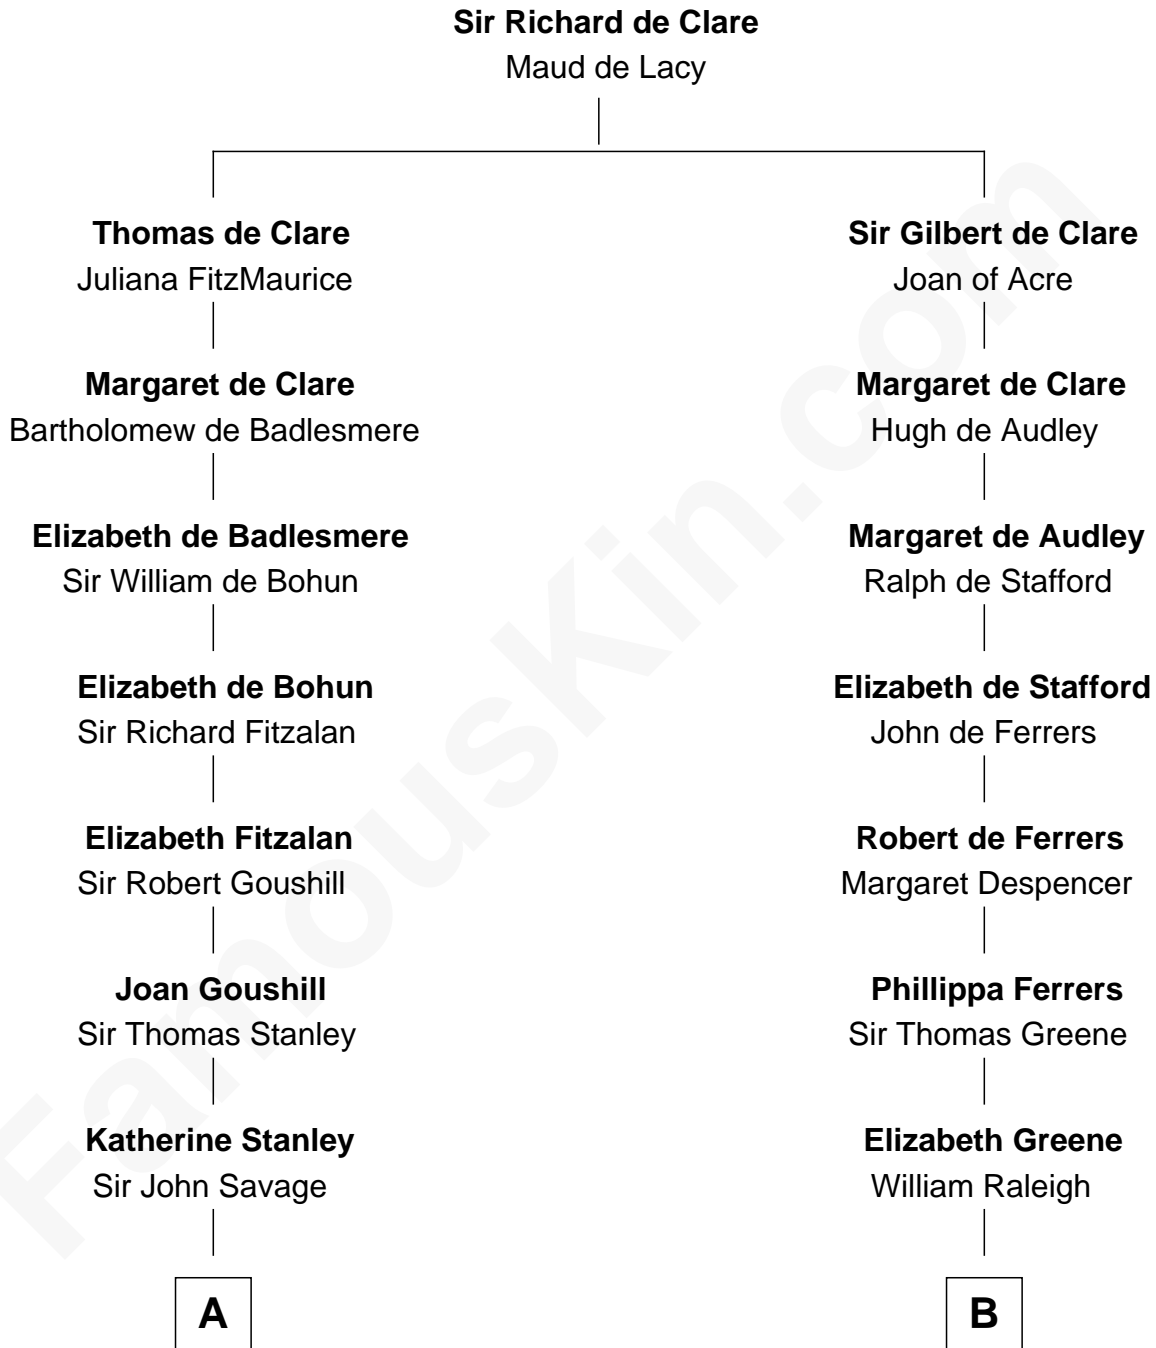 Sir Richard de Clare
Maud de Lacy
Thomas de Clare
Juliana FitzMaurice
Margaret de Clare
Bartholomew de Badlesmere
Elizabeth de Badlesmere
Sir William de Bohun
Elizabeth de Bohun
Sir Richard Fitzalan
Elizabeth Fitzalan
Sir Robert Goushill
Joan Goushill
Sir Thomas Stanley
Katherine Stanley
Sir John Savage
A
Sir Gilbert de Clare
Joan of Acre
Margaret de Clare
Hugh de Audley
Margaret de Audley
Ralph de Stafford
Elizabeth de Stafford
John de Ferrers
Robert de Ferrers
Margaret Despencer
Phillippa Ferrers
Sir Thomas Greene
Elizabeth Greene
William Raleigh
B
FamousKin.com